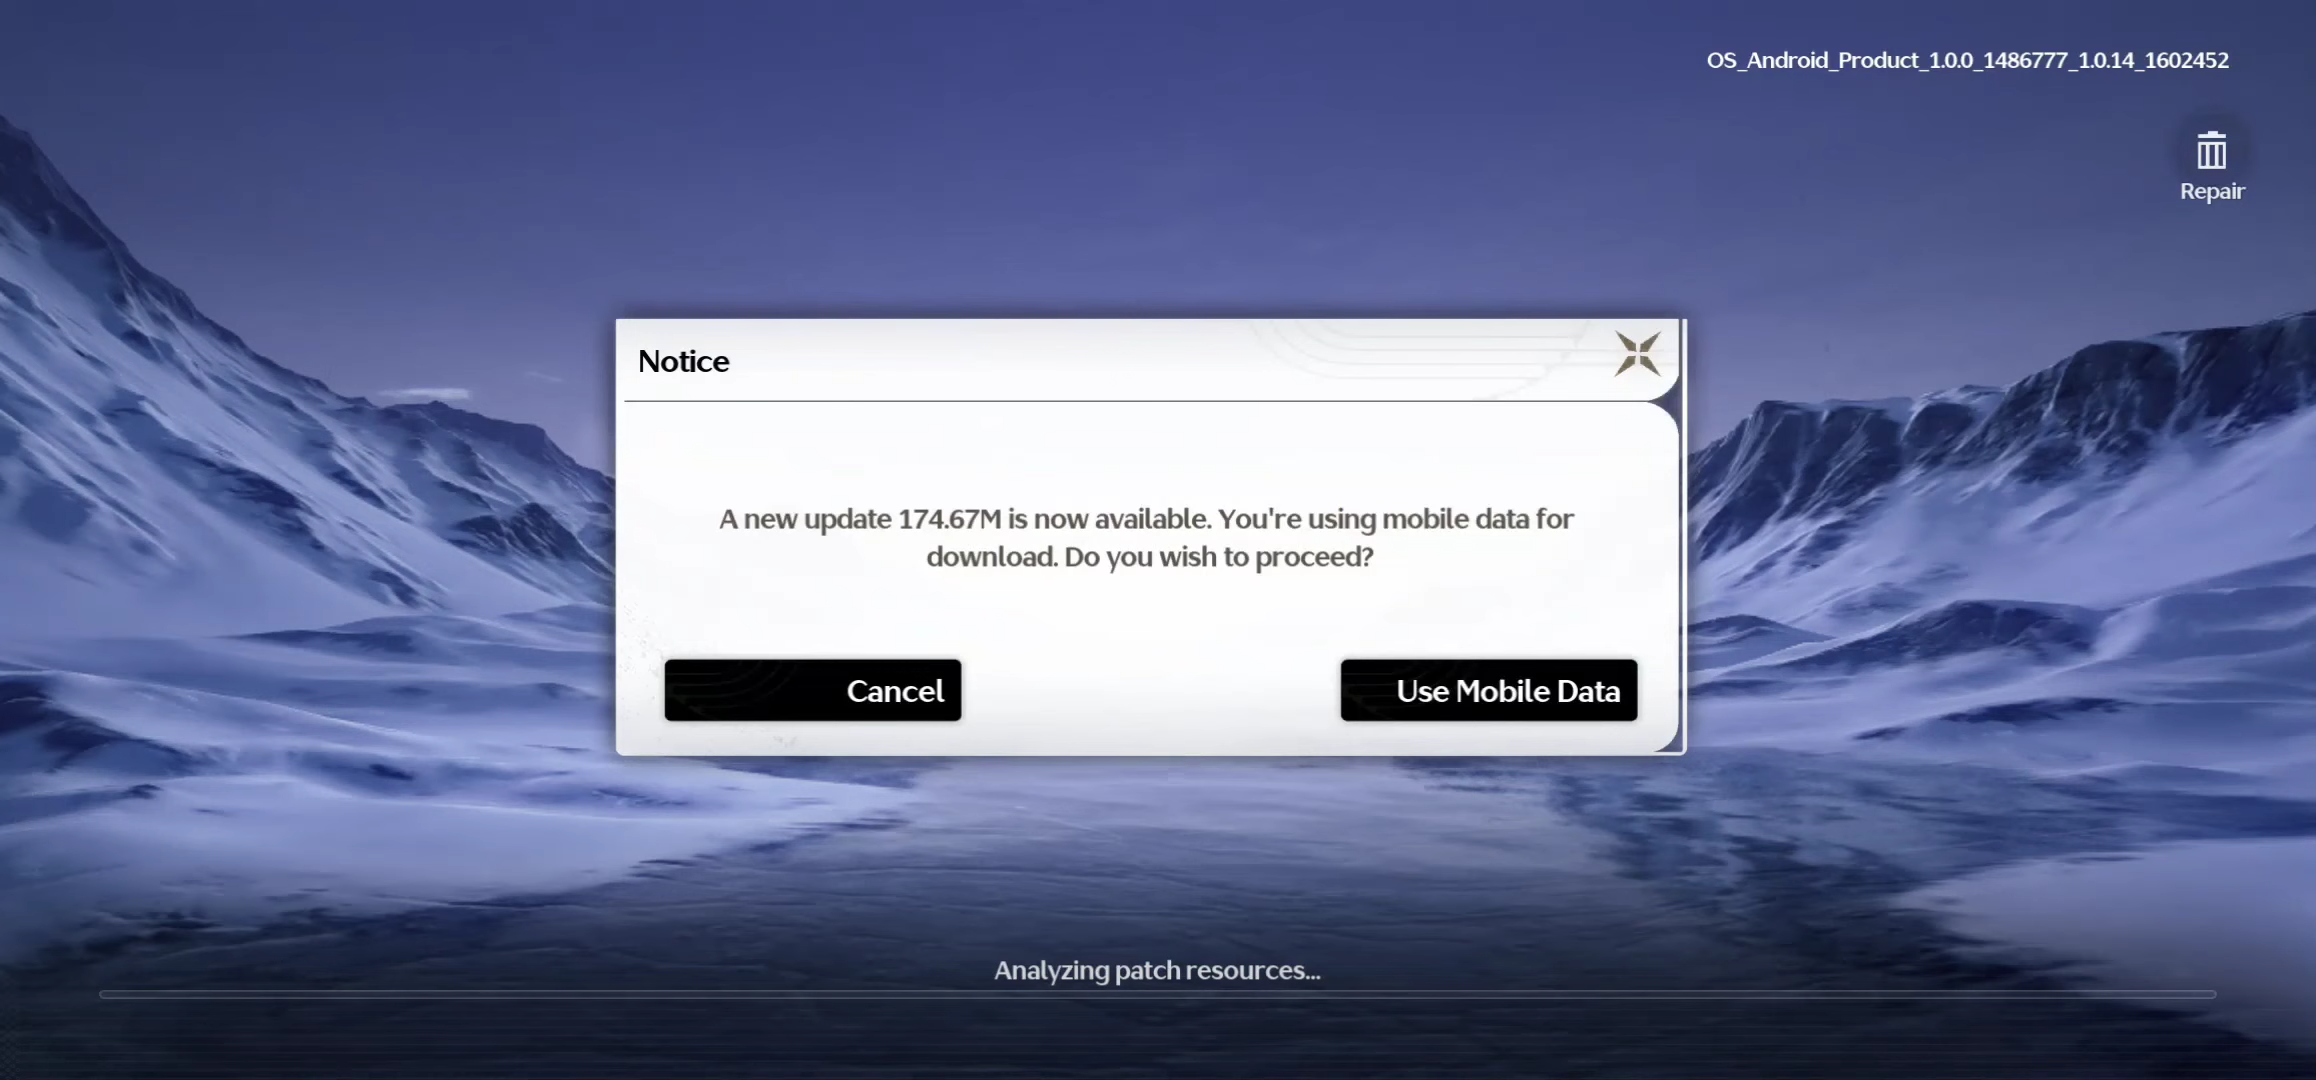 OS_Android_Product_1.0.0_1486777_1.0.14_1602452
Repair
Notice
A new update 174.67M is now available. You're using mobile data for
download. Do you wish to proceed?
Cancel
Use Mobile Data
Analyzing patch resources...